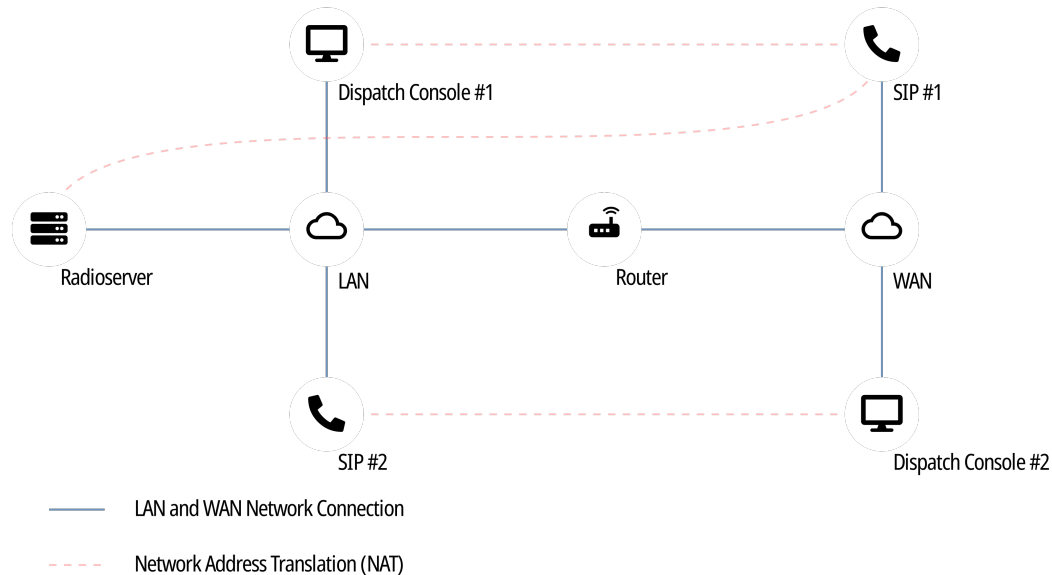 Dispatch Console #1
SIP #1
Radioserver
LAN
Router
WAN
SIP #2
Dispatch Console #2
LAN and WAN Network Connection
Network Address Translation (NAT)